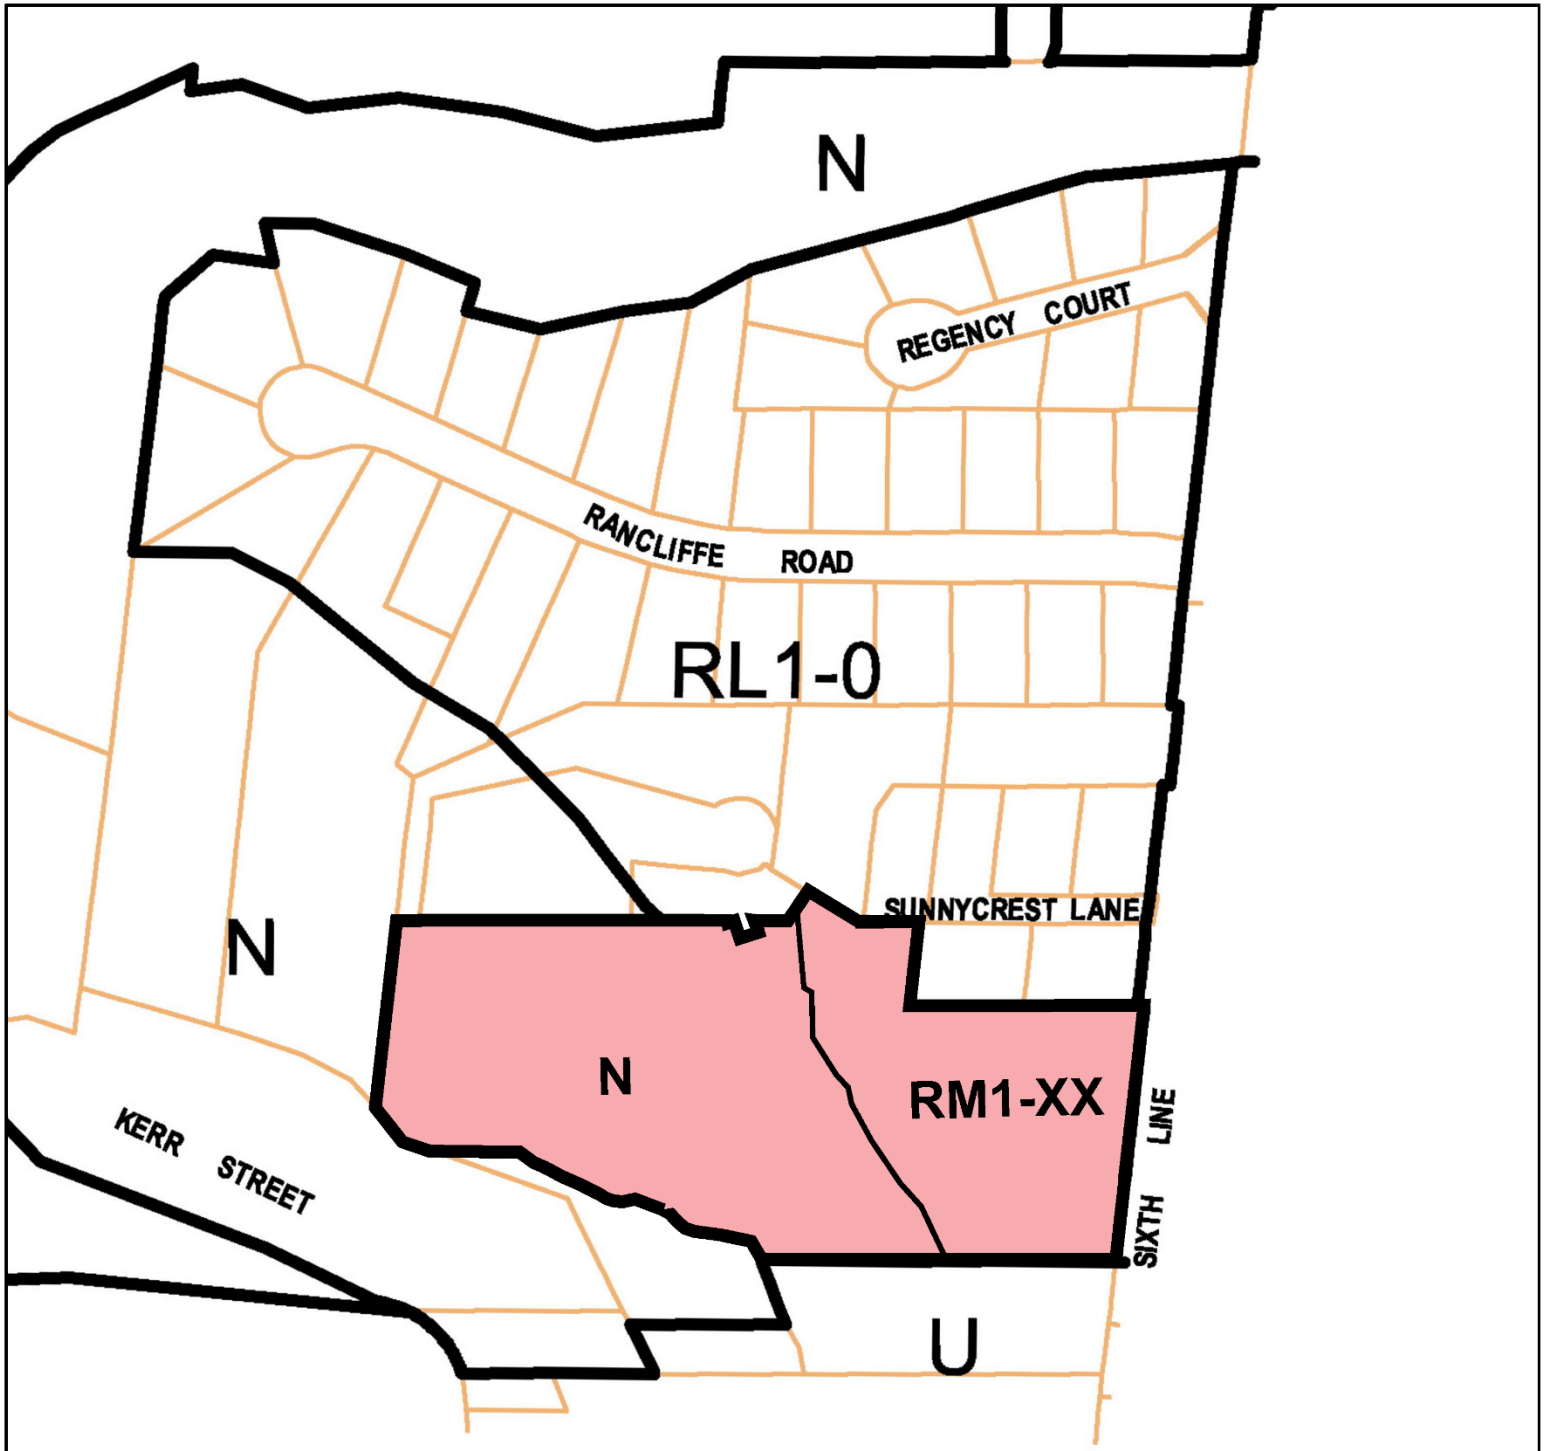 N
REGENCY COURT
RANCLIFFE ROAD
RL1-0
SUNNYCREST LANE
N
N
RM1-XX
KERR STREET
SIXTH LINE
U